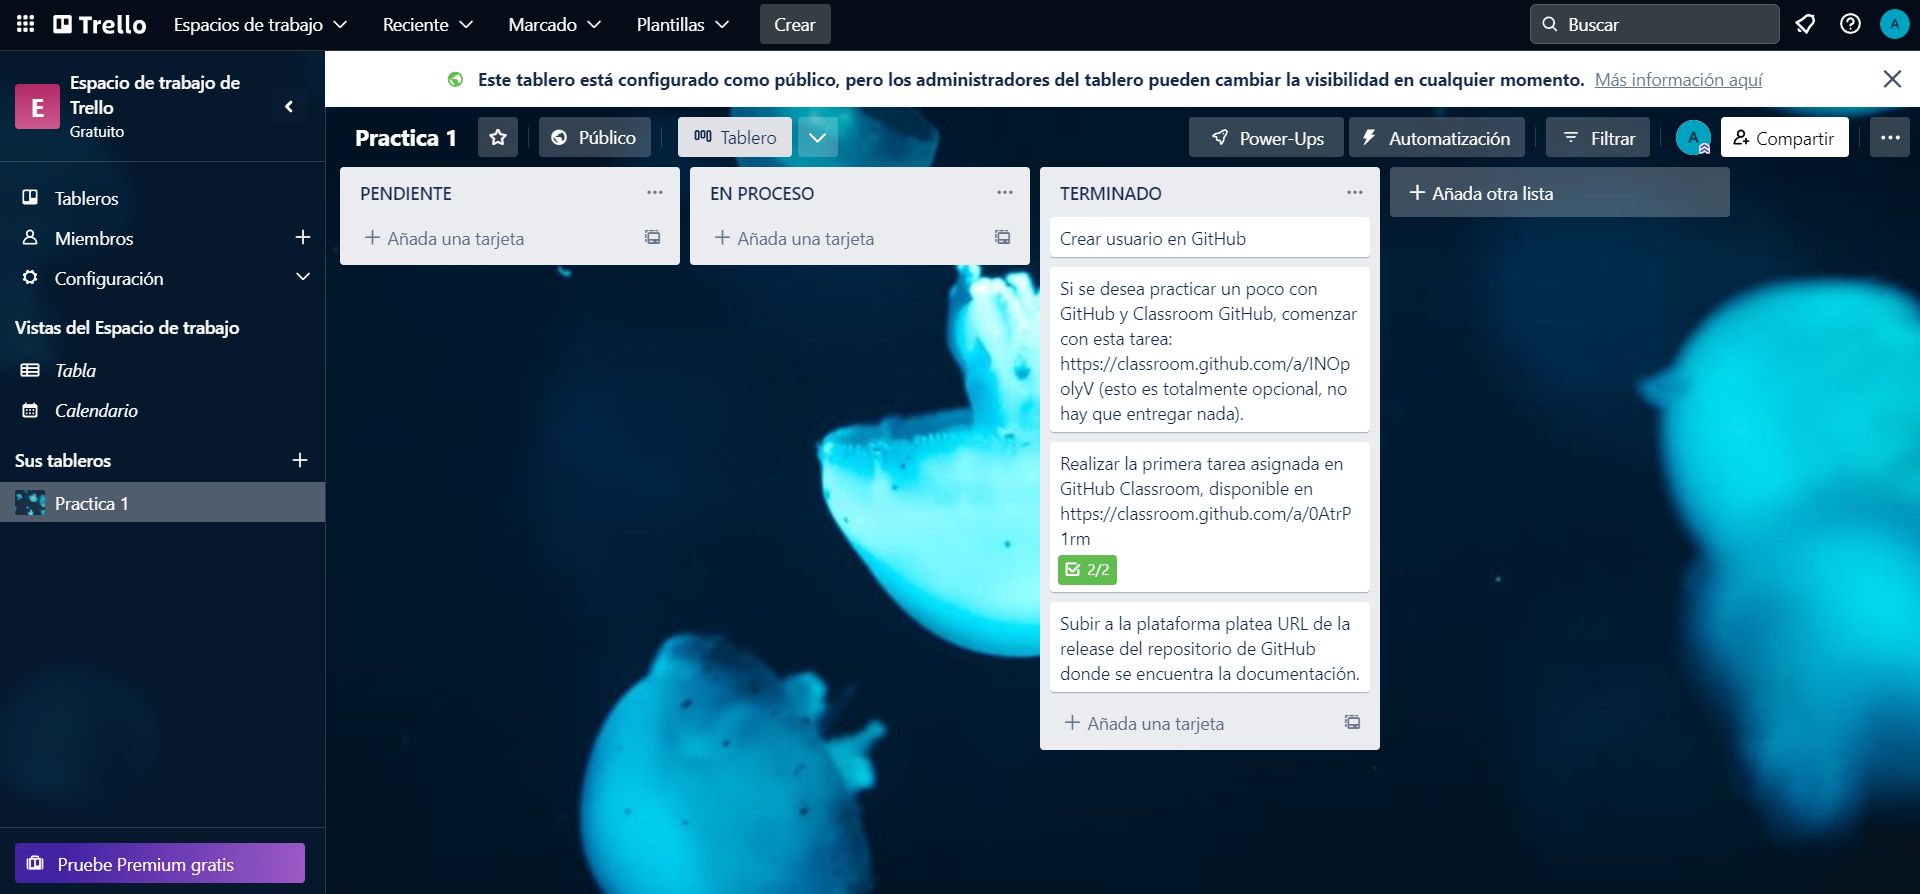 Trello
Espacios de trabajo
Reciente
Marcado
Plantillas
Crear
Buscar
A
E
Espacio de trabajo de
Trello
Gratuito
Este tablero está configurado como público, pero los administradores del tablero pueden cambiar la visibilidad en cualquier momento. Más información aquí
Practica 1
Público
Tablero
Power-Ups
Automatización
Filtrar
A
Compartir
Tableros
Miembros
Configuración
Vistas del Espacio de trabajo
Tabla
Calendario
Sus tableros
Practica 1
Pruebe Premium gratis
PENDIENTE
Añada una tarjeta
EN PROCESO
Añada una tarjeta
TERMINADO
Crear usuario en GitHub
Si se desea practicar un poco con
GitHub y Classroom GitHub, comenzar
con esta tarea:
https://classroom.github.com/a/INOp
olyV (esto es totalmente opcional, no
hay que entregar nada).
Realizar la primera tarea asignada en
GitHub Classroom, disponible en
https://classroom.github.com/a/0AtrP
1rm
2/2
Subir a la plataforma platea URL de la
release del repositorio de GitHub
donde se encuentra la documentación.
Añada una tarjeta
Añada otra lista